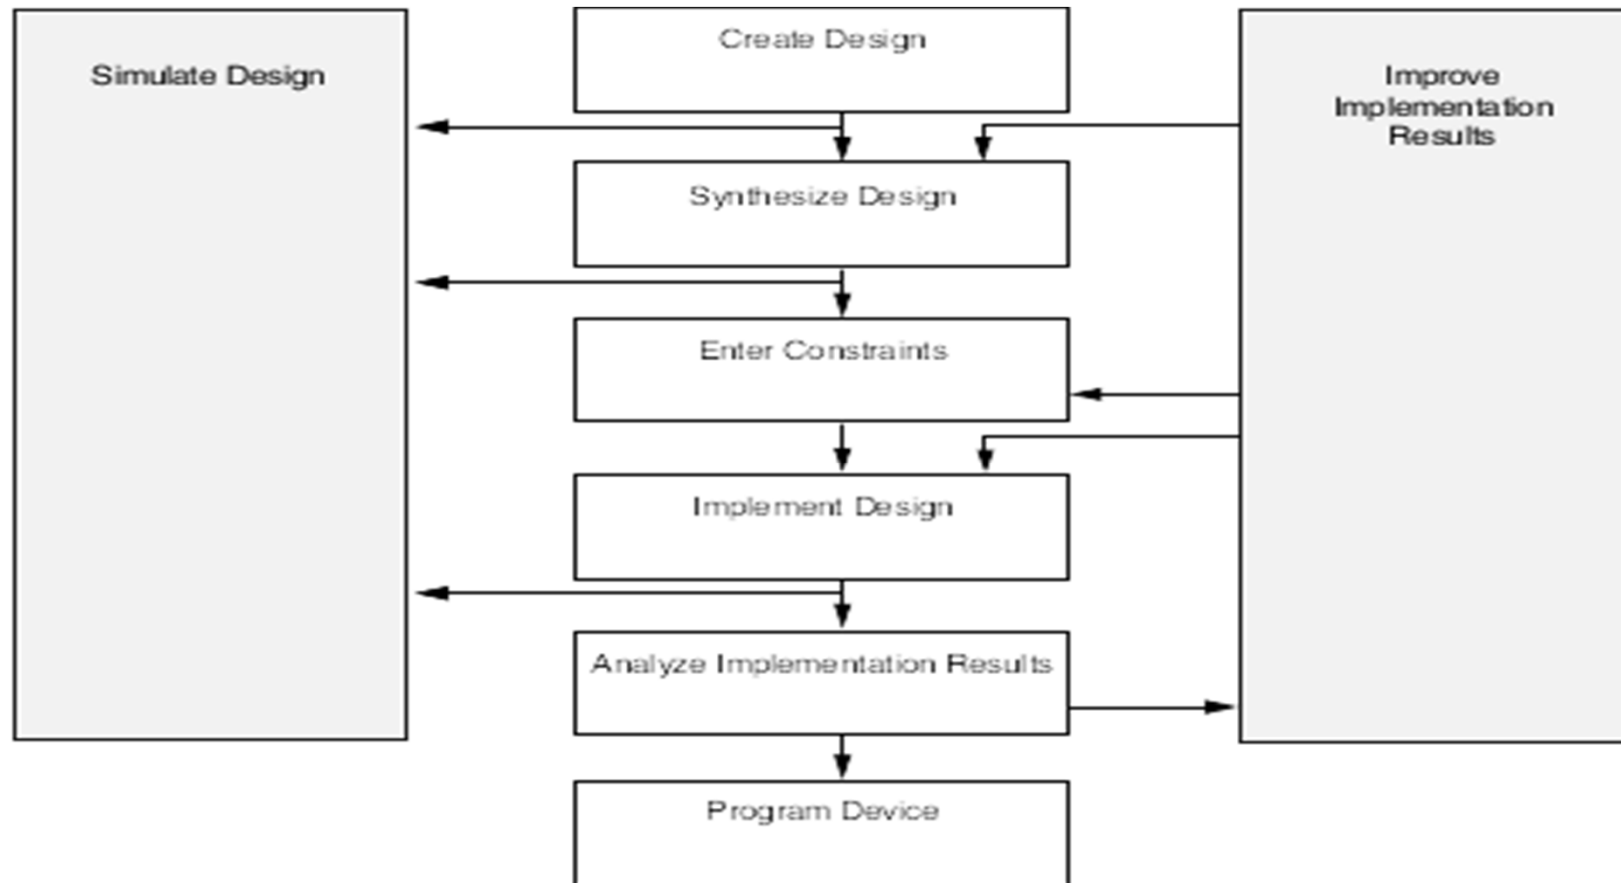 Simulate Design
Create Design
Synthesize Design
Enter Constraints
Implement Design
Analyze Implementation Results
Program Device
Improve
Implementation
Results